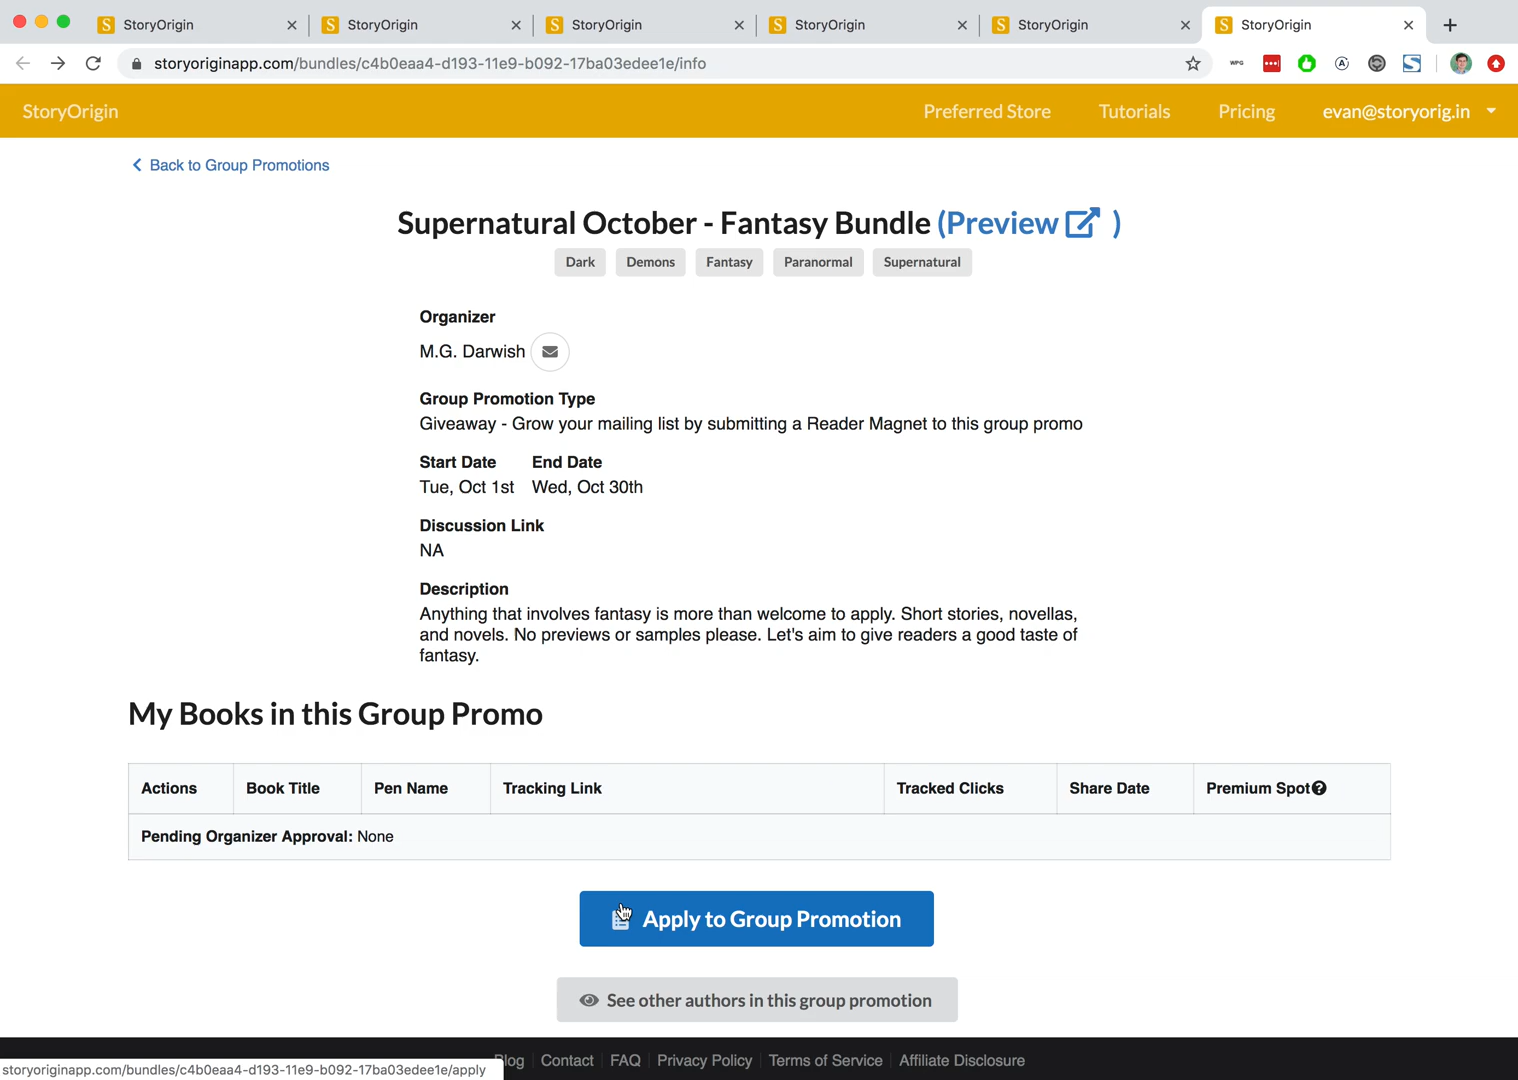 StoryOrigin
StoryOrigin
StoryOrigin
StoryOrigin
StoryOrigin
StoryOrigin
storyoriginapp.com/bundles/c4b0eaa4-d193-11e9-b092-17ba03edee1e/info
StoryOrigin
Preferred Store
Tutorials
Pricing
evan@storyorig.in
Back to Group Promotions
Supernatural October - Fantasy Bundle (Preview )
Dark
Demons
Fantasy
Paranormal
Supernatural
Organizer
M.G. Darwish
Group Promotion Type
Giveaway - Grow your mailing list by submitting a Reader Magnet to this group promo
Start Date
End Date
Tue, Oct 1st
Wed, Oct 30th
Discussion Link
NA
Description
Anything that involves fantasy is more than welcome to apply. Short stories, novellas,
and novels. No previews or samples please. Let's aim to give readers a good taste of
fantasy.
My Books in this Group Promo
Actions
Book Title
Pen Name
Tracking Link
Tracked Clicks
Share Date
Premium Spot
Pending Organizer Approval: None
Apply to Group Promotion
See other authors in this group promotion
Blog
Contact
FAQ
Privacy Policy
Terms of Service
Affiliate Disclosure
storyoriginapp.com/bundles/c4b0eaa4-d193-11e9-b092-17ba03edee1e/apply